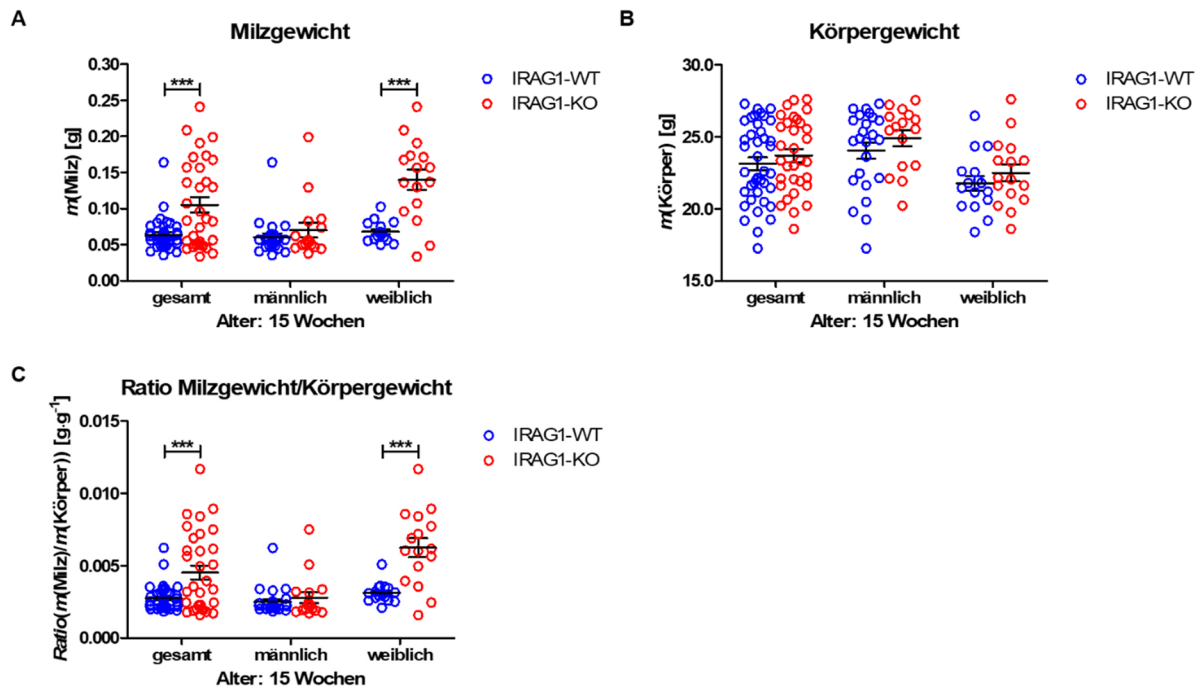 A
Milzgewicht
0.30
0.25
0.20
0.15
0.10
0.05
0.00
m(Milz) [g]
***
***
IRAG1-WT
IRAG1-KO
gesamt
männlich
weiblich
Alter: 15 Wochen
B
Körpergewicht
30.0
25.0
20.0
15.0
m(Körper) [g]
IRAG1-WT
IRAG1-KO
gesamt
männlich
weiblich
Alter: 15 Wochen
C
Ratio Milzgewicht/Körpergewicht
0.015
0.010
0.005
0.000
Ratio(m(Milz)/m(Körper)) [g·g⁻¹]
***
***
IRAG1-WT
IRAG1-KO
gesamt
männlich
weiblich
Alter: 15 Wochen